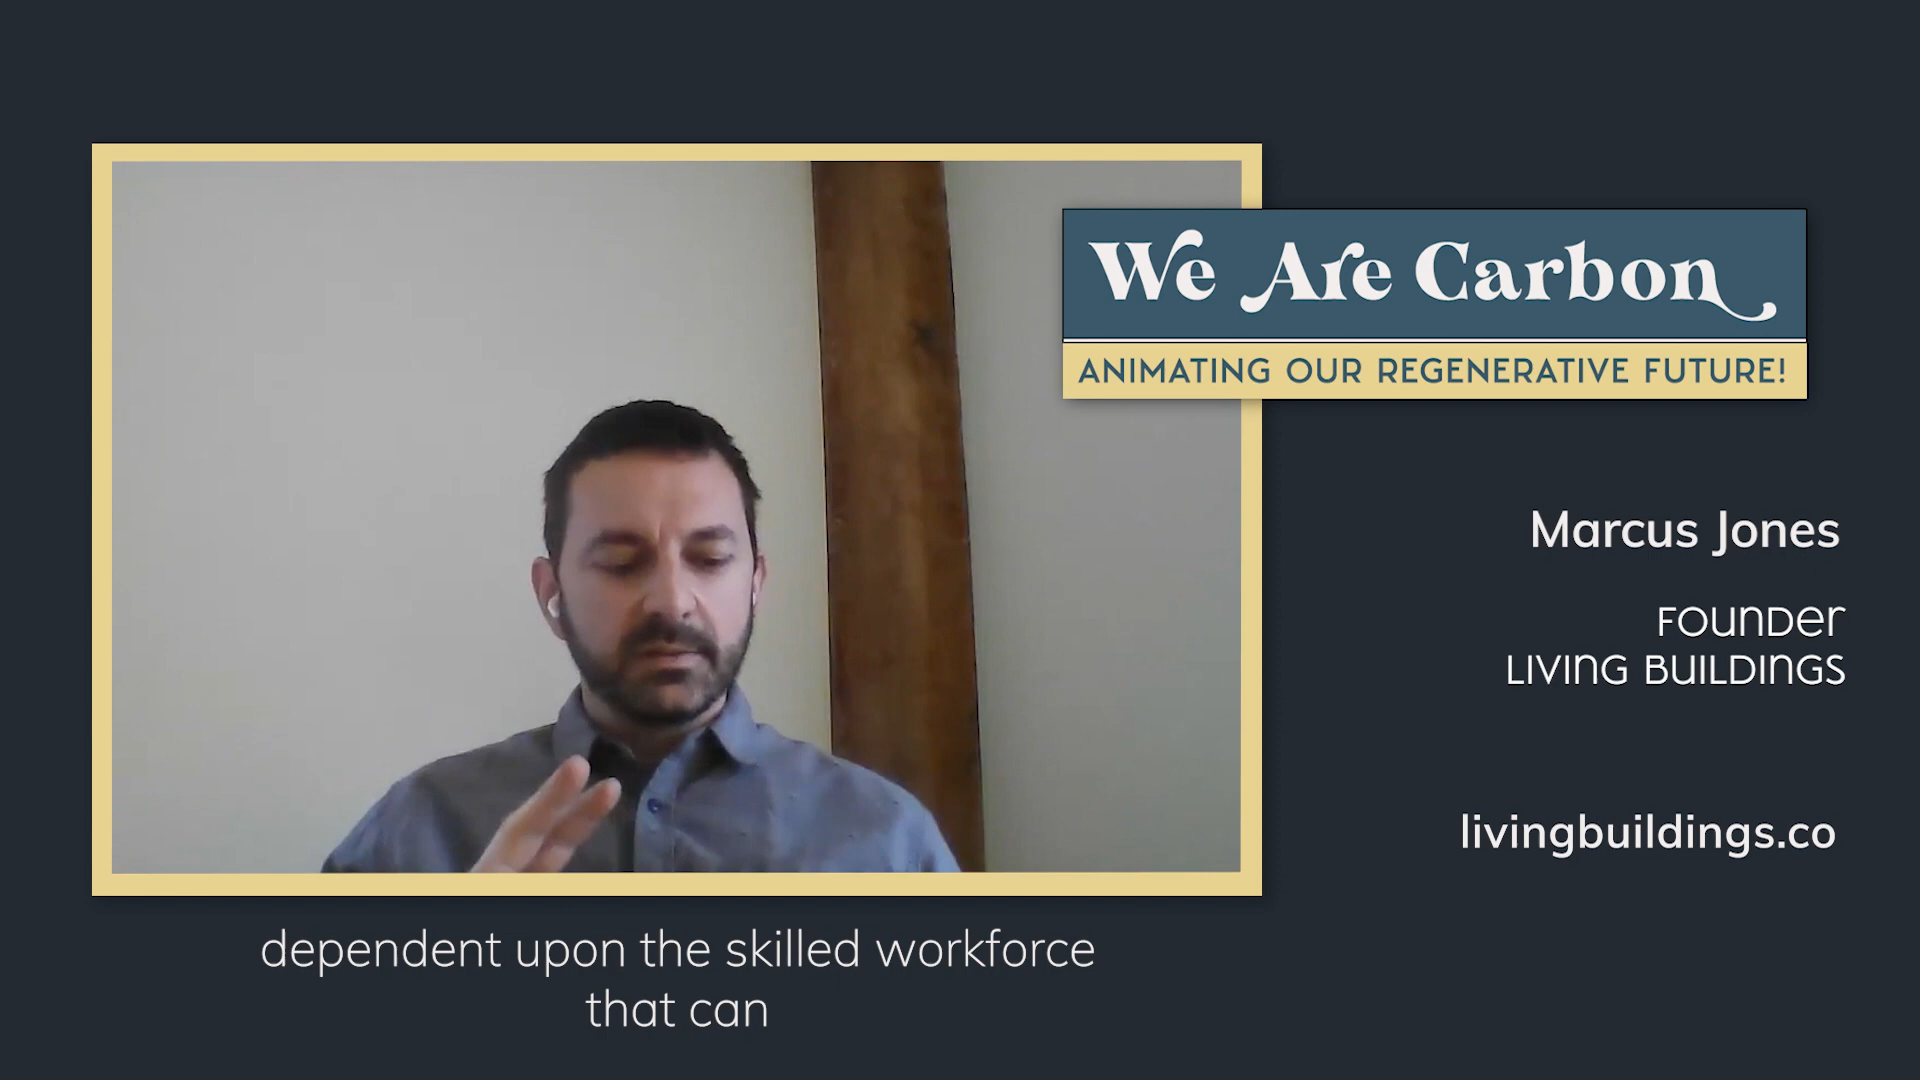 We Are Carbon
ANIMATING OUR REGENERATIVE FUTURE!
Marcus Jones
FOUNDER
LIVING BUILDINGS
livingbuildings.co
dependent upon the skilled workforce
that can